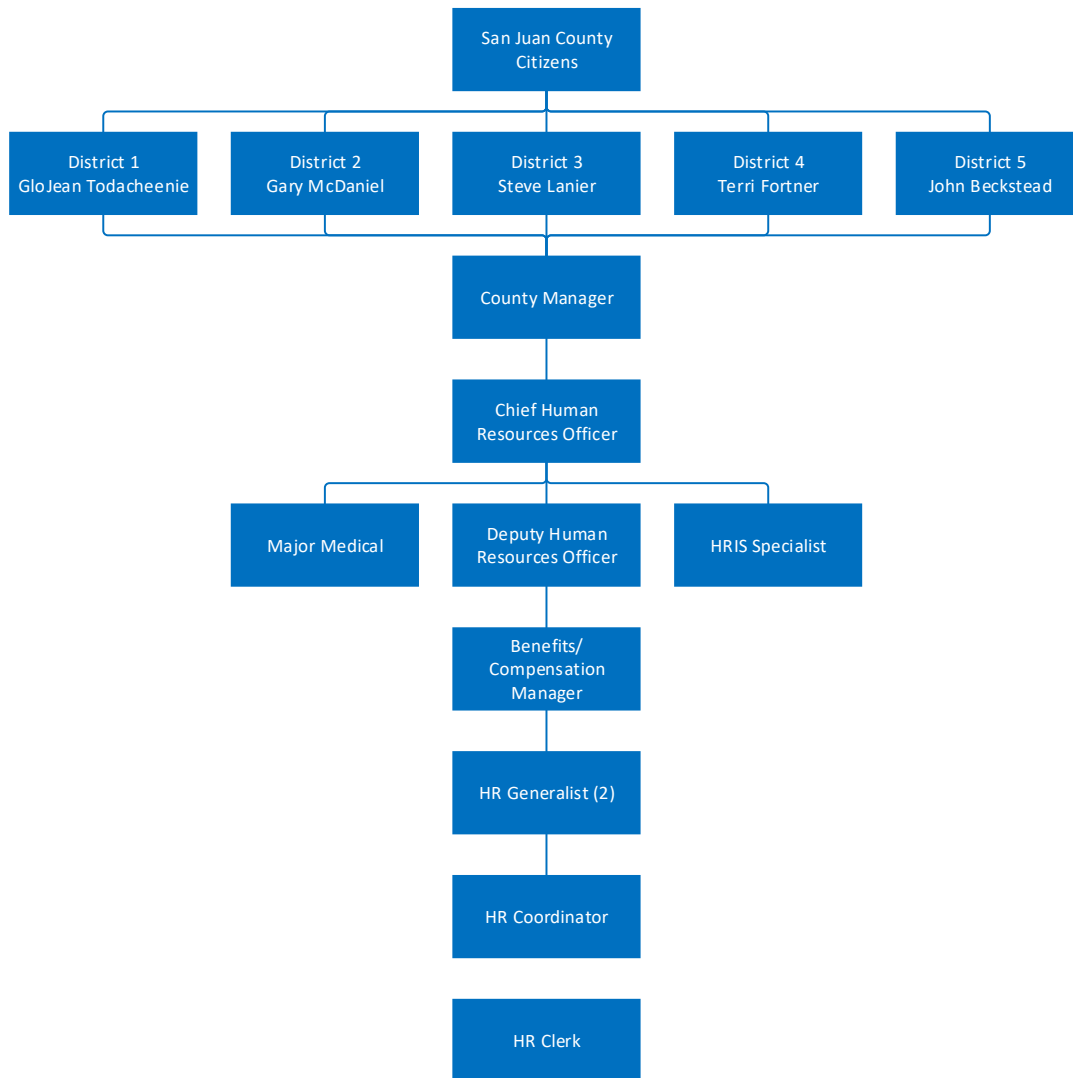 San Juan County
Citizens
District 1
GloJean Todacheenie
District 2
Gary McDaniel
District 3
Steve Lanier
District 4
Terri Fortner
District 5
John Beckstead
County Manager
Chief Human
Resources Officer
Major Medical
Deputy Human
Resources Officer
HRIS Specialist
Benefits/
Compensation
Manager
HR Generalist (2)
HR Coordinator
HR Clerk